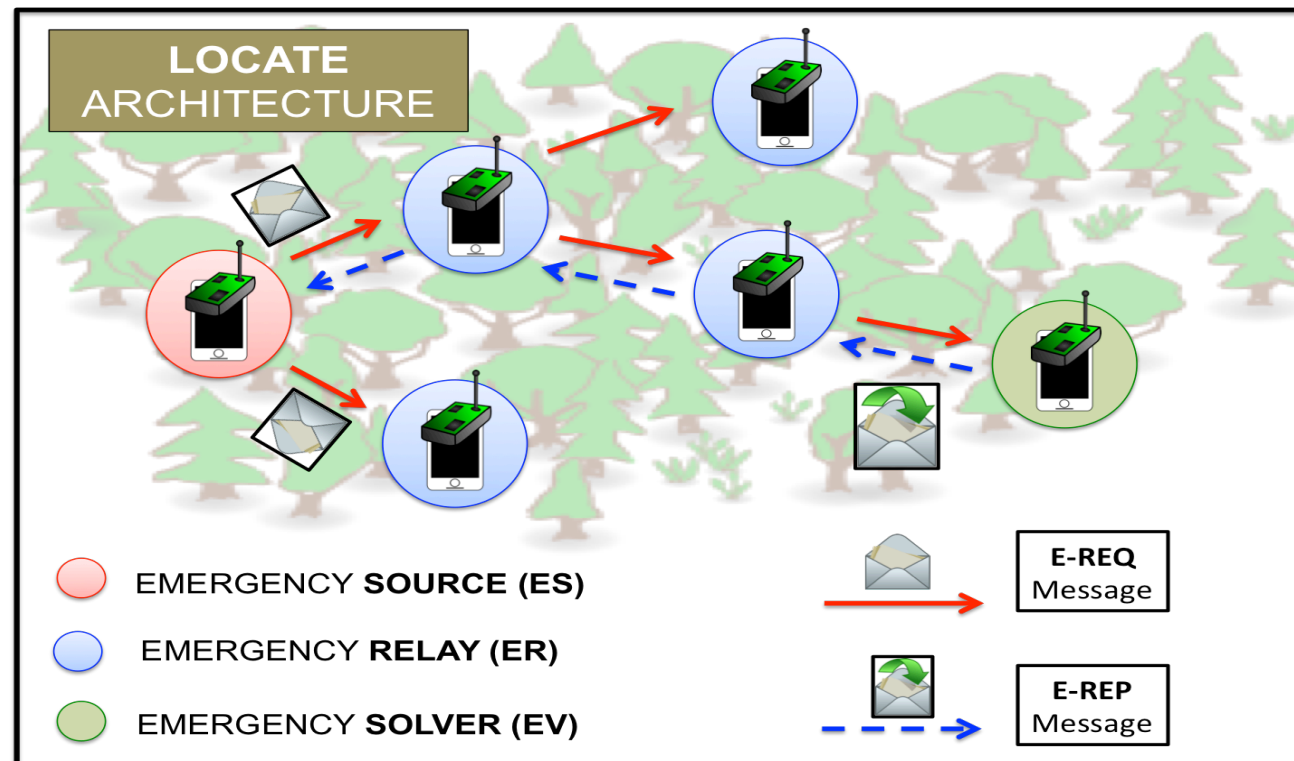 LOCATE
ARCHITECTURE
EMERGENCY SOURCE (ES)
EMERGENCY RELAY (ER)
EMERGENCY SOLVER (EV)
E-REQ
Message
E-REP
Message